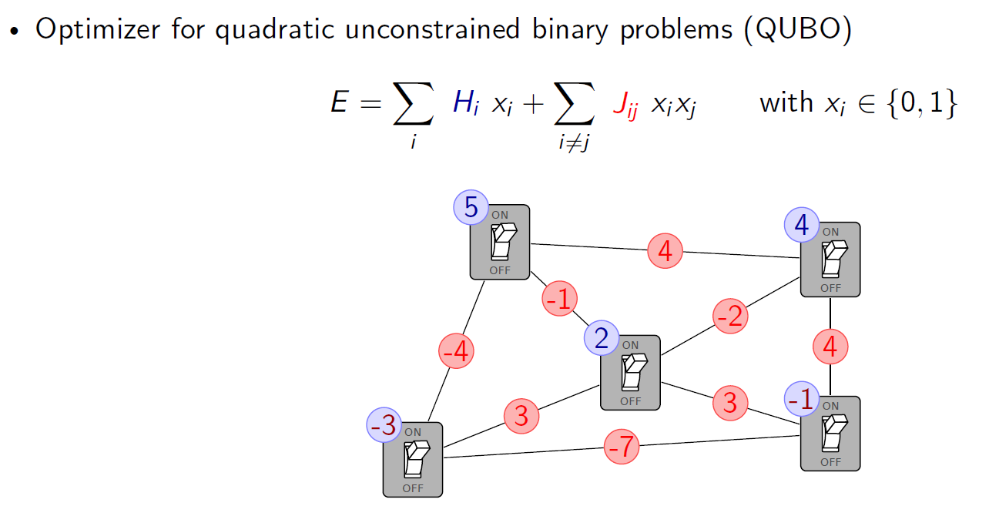 • Optimizer for quadratic unconstrained binary problems (QUBO)
E = ∑ H_i x_i + ∑ J_ij x_i x_j with x_i ∈ {0, 1}
i i≠j
5 ON
OFF
4 ON
OFF
4
-1
-2
2 ON
OFF
-4
4
3
3
-1 ON
OFF
-3 ON
OFF
-7